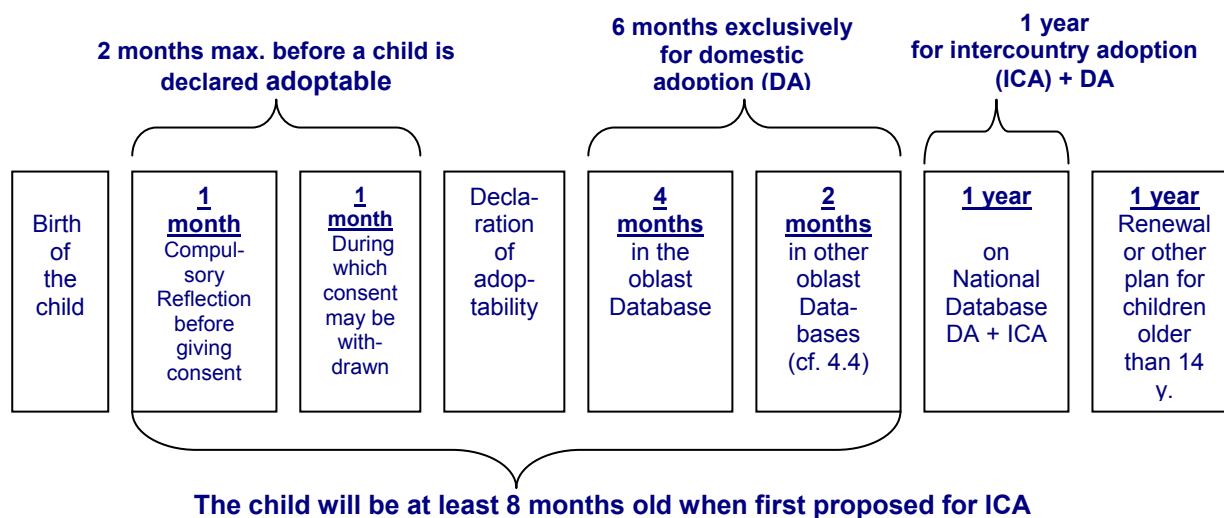 2 months max. before a child is
declared adoptable
6 months exclusively
for domestic
adoption (DA)
1 year
for intercountry adoption
(ICA) + DA
Birth
of
the
child
1
month
Compul-
sory
Reflection
before
giving
consent
1
month
During
which
consent
may be
with-
drawn
Decla-
ration
of
adop-
tability
4
months
in the
oblast
Database
2
months
in other
oblast
Data-
bases
(cf. 4.4)
1 year
on
National
Database
DA + ICA
1 year
Renewal
or other
plan for
children
older
than 14
y.
The child will be at least 8 months old when first proposed for ICA